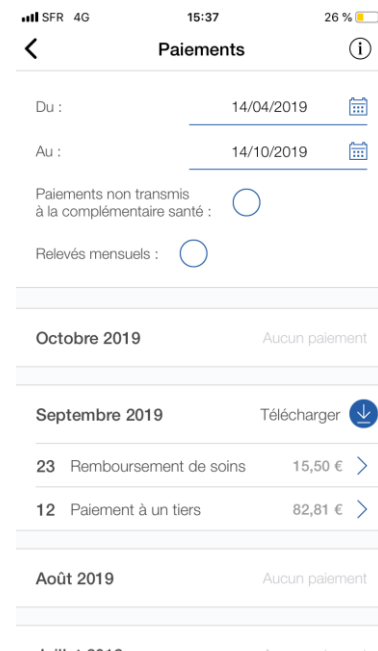 SFR 4G 15:37 26 %
Paiements
Du : 14/04/2019
Au : 14/10/2019
Paiements non transmis
à la complémentaire santé :
Relevés mensuels :
Octobre 2019 Aucun paiement
Septembre 2019 Télécharger
23 Remboursement de soins 15,50 €
12 Paiement à un tiers 82,81 €
Août 2019 Aucun paiement